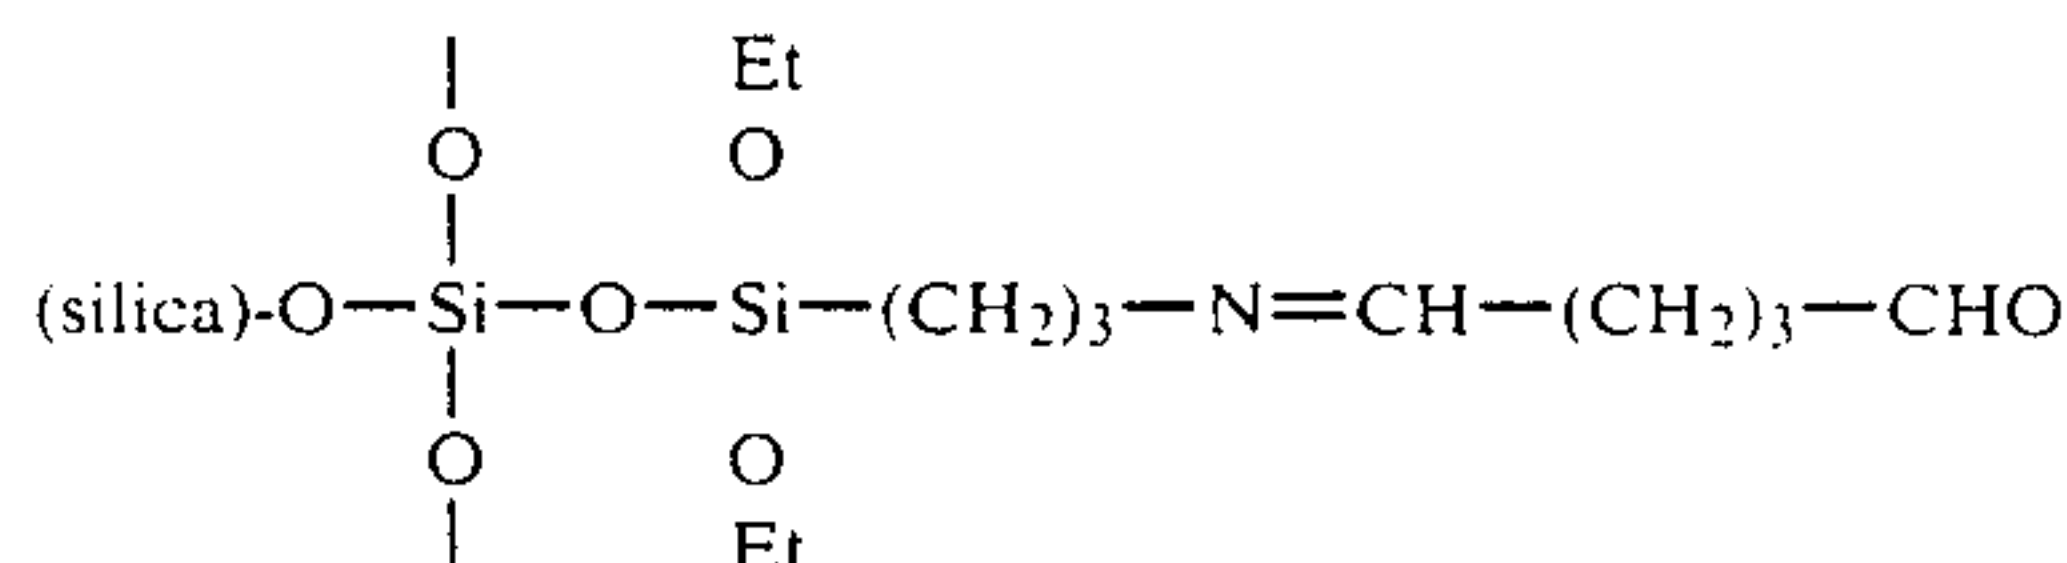 Et
O O
(silica)-O—Si—O—Si—(CH₂)₃—N=CH—(CH₂)₃—CHO
O O
Et